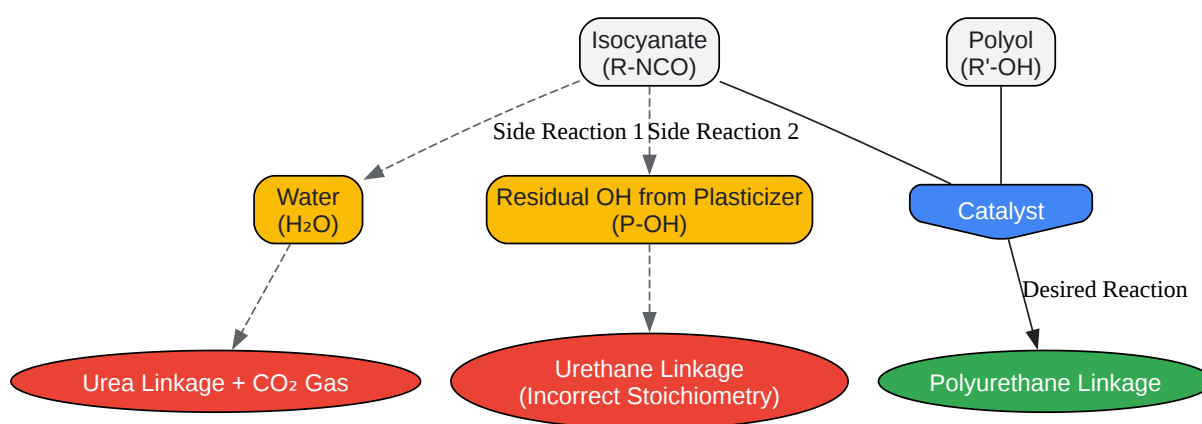 Isocyanate
(R-NCO)
Polyol
(R'-OH)
Side Reaction 1
Side Reaction 2
Water
(H₂O)
Residual OH from Plasticizer
(P-OH)
Catalyst
Desired Reaction
Urea Linkage + CO₂ Gas
Urethane Linkage
(Incorrect Stoichiometry)
Polyurethane Linkage